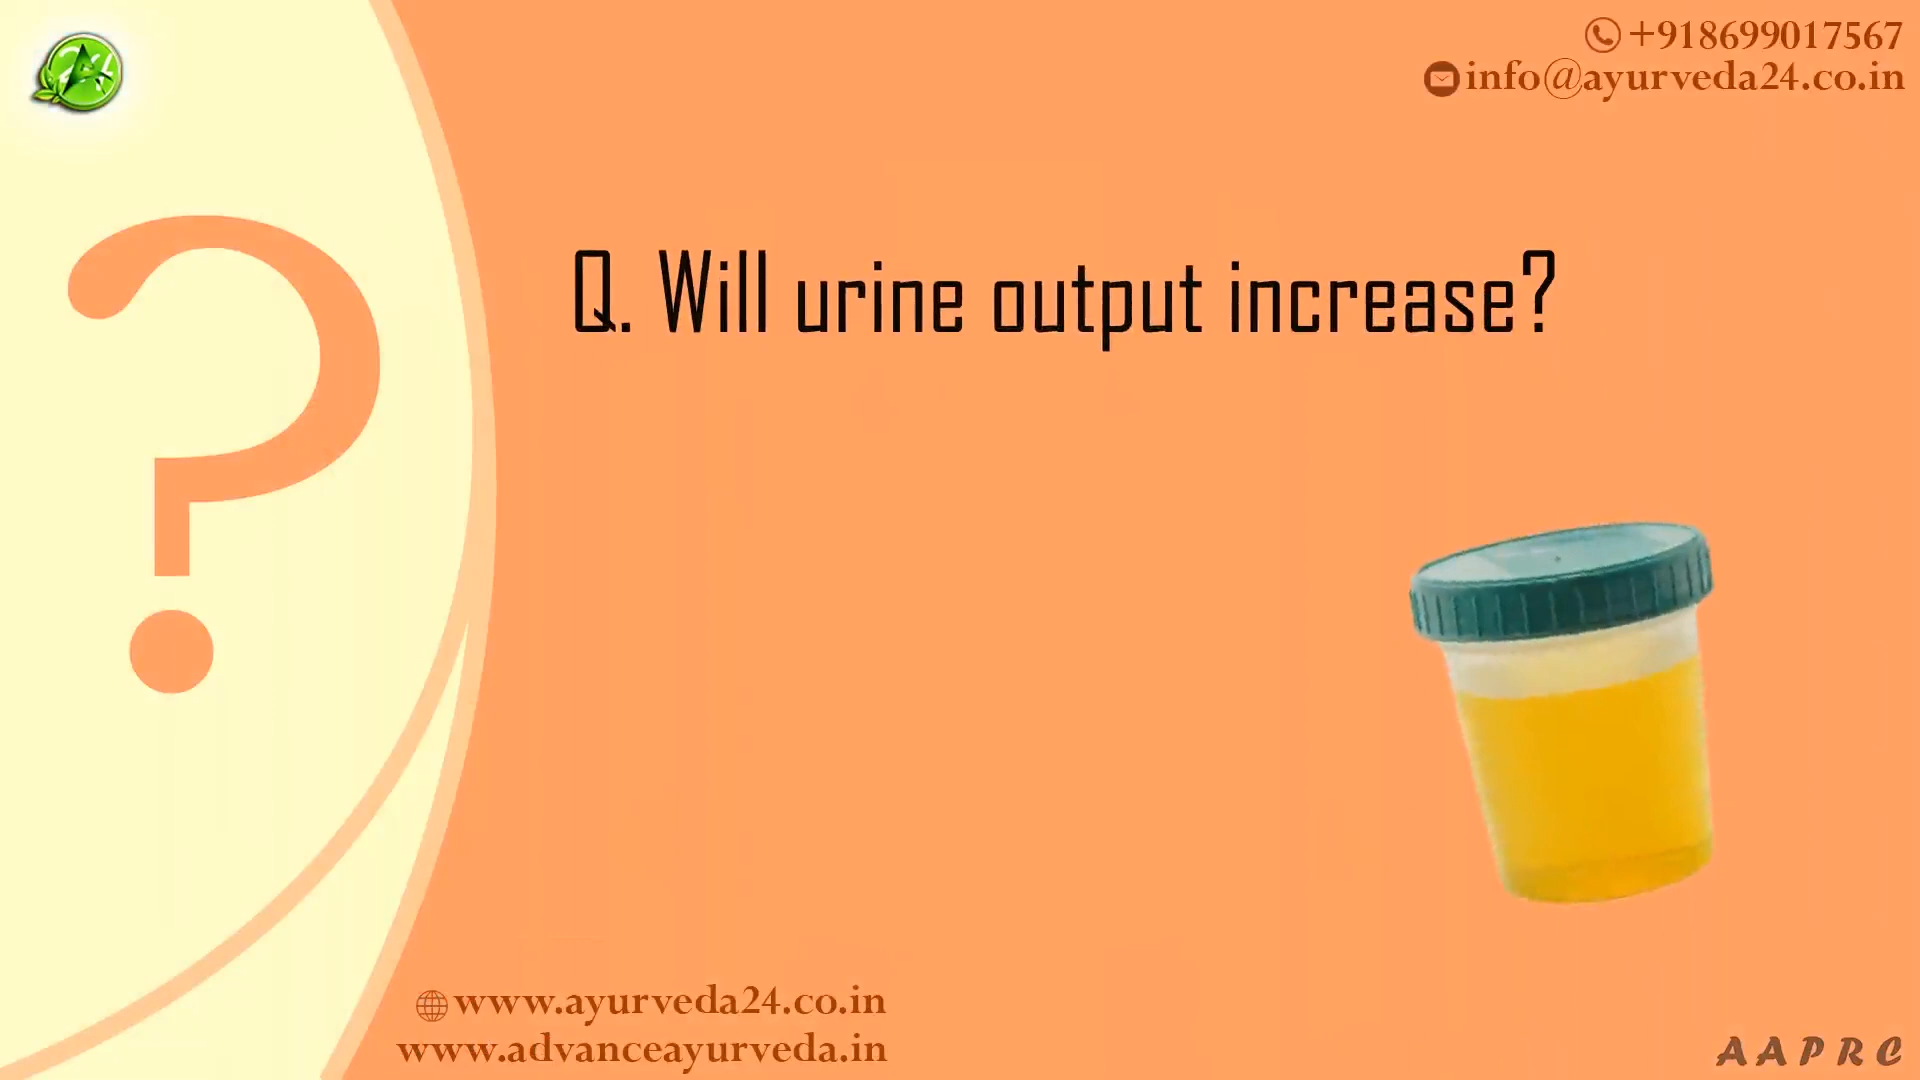 +918699017567
info@ayurveda24.co.in
?
Q. Will urine output increase?
www.ayurveda24.co.in
www.advanceayurveda.in
AAPRC